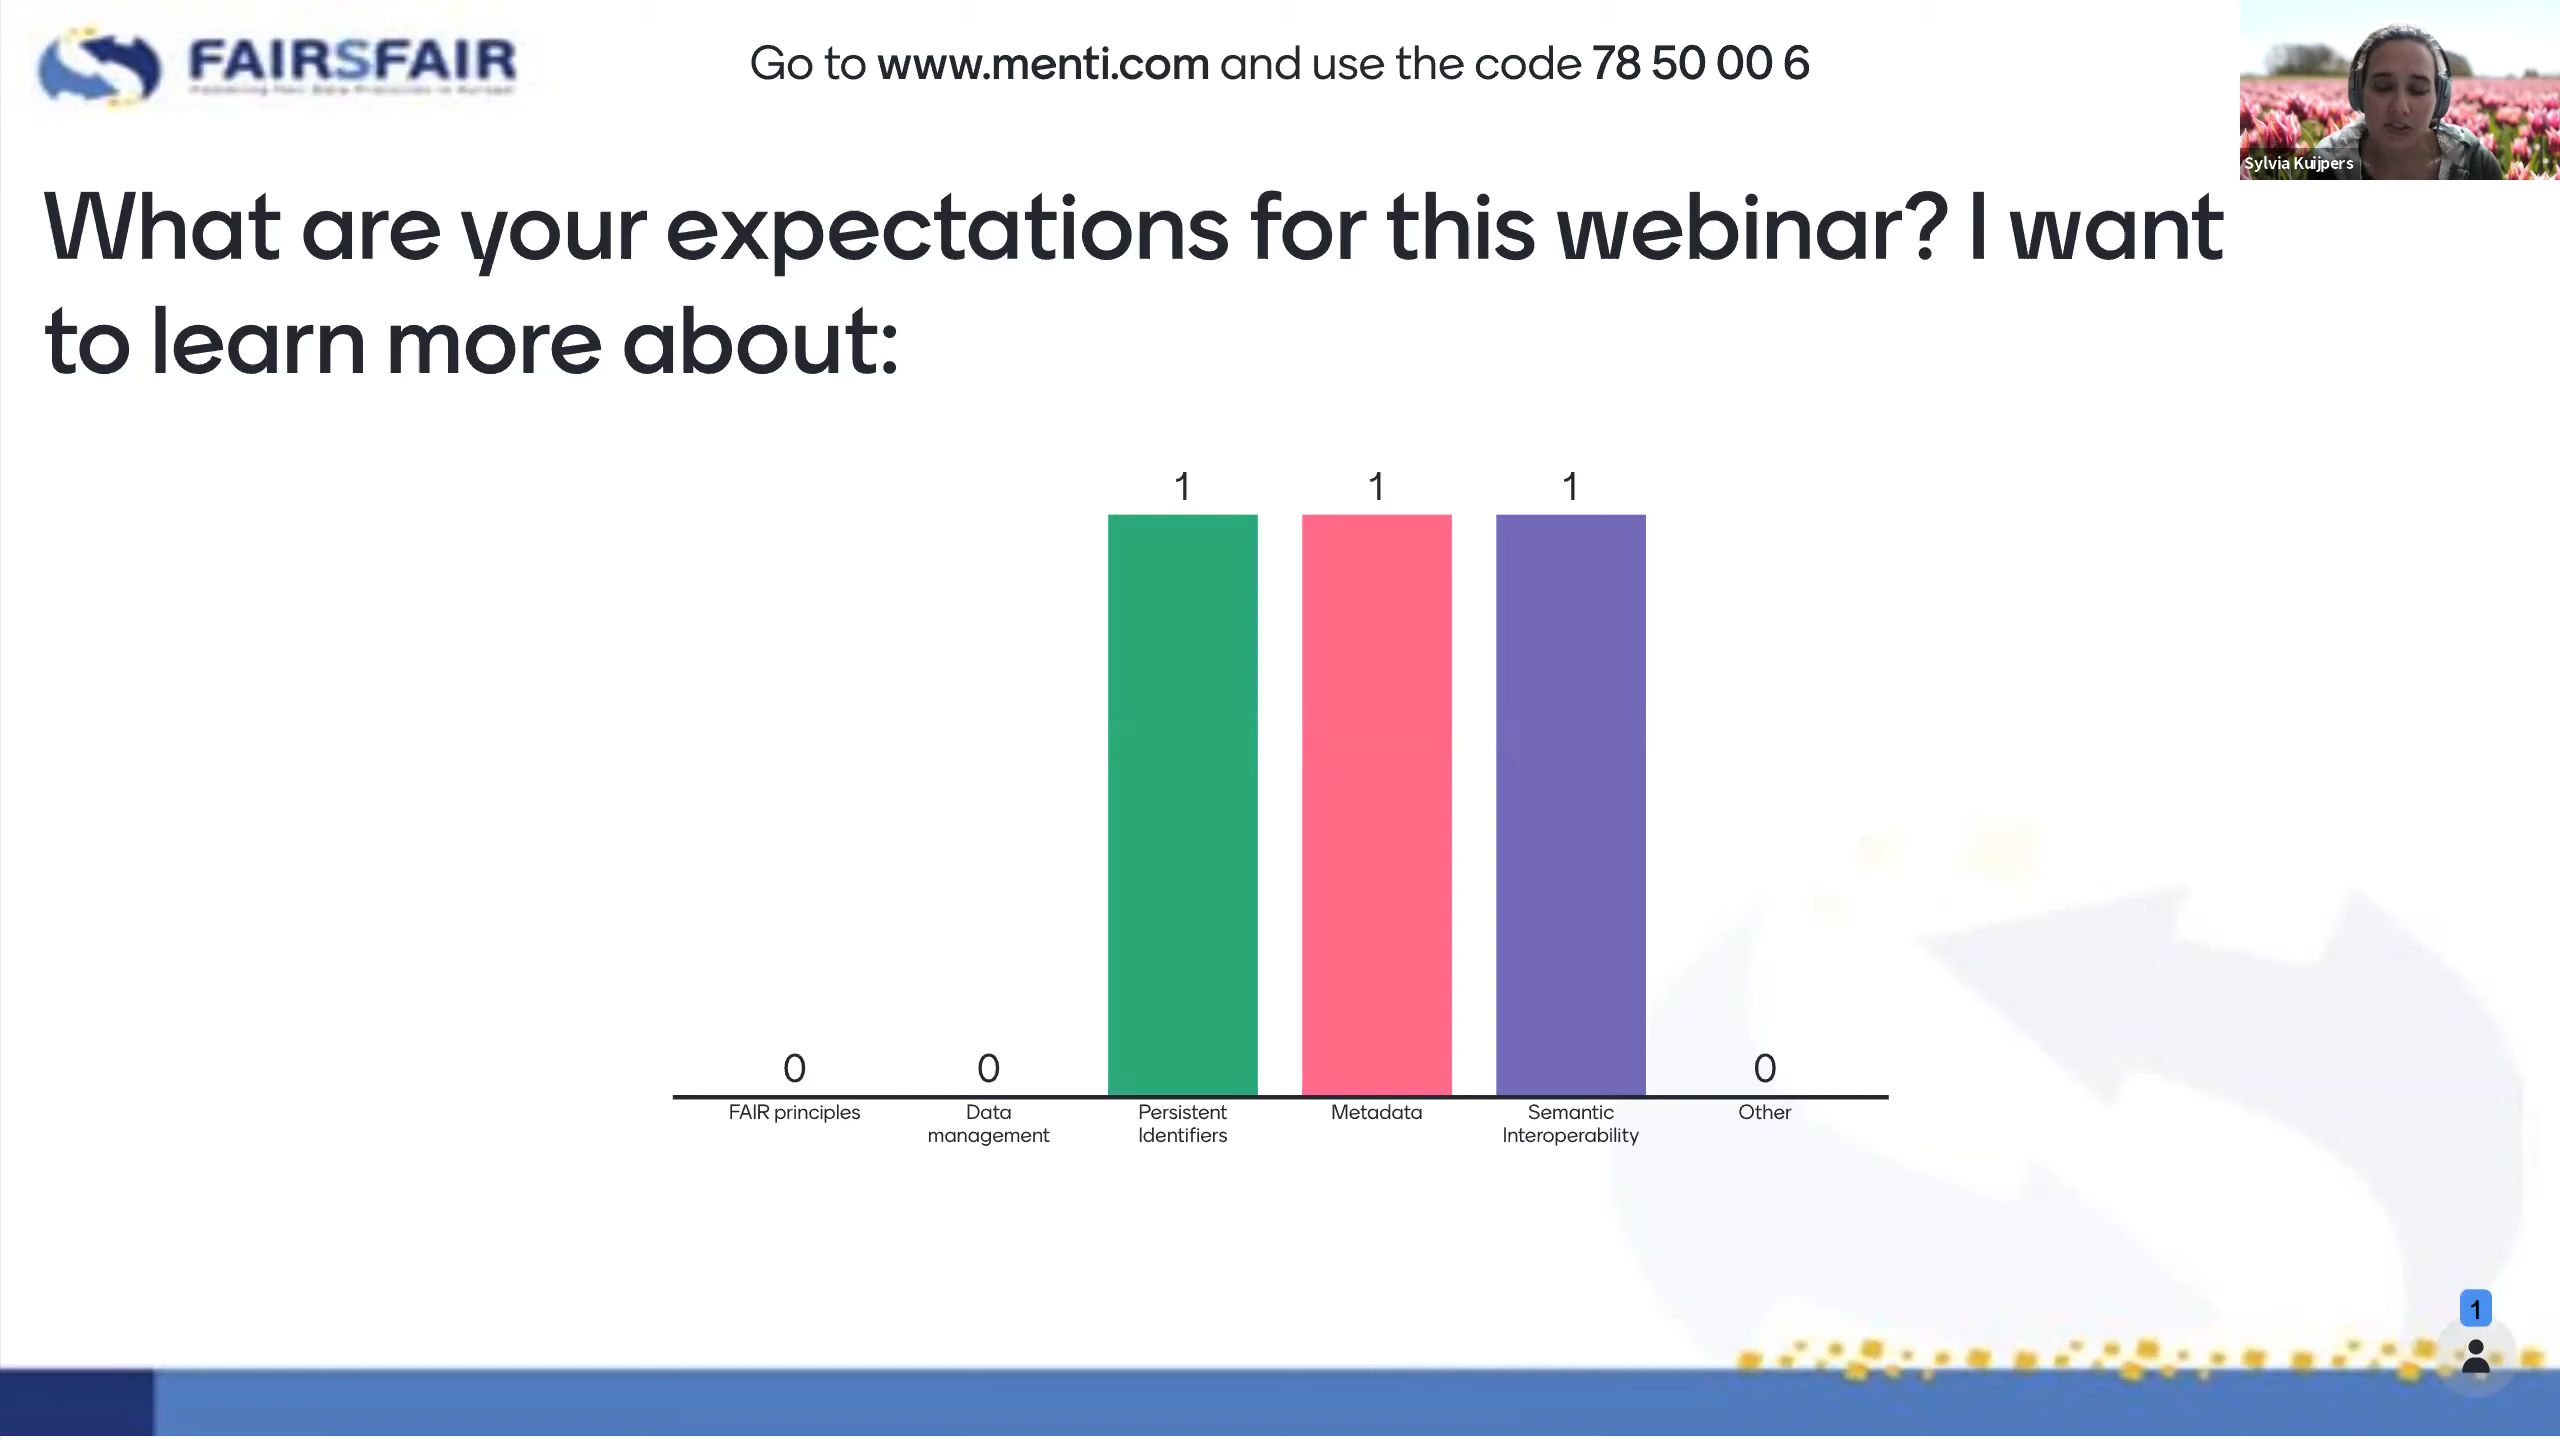 FAIRSFAIR
Go to www.menti.com and use the code 78 50 00 6
Sylvia Kuijpers
What are your expectations for this webinar? I want
to learn more about:
1 1 1
0 0 0
FAIR principles Data Persistent Metadata Semantic Other
management Identifiers Interoperability
1